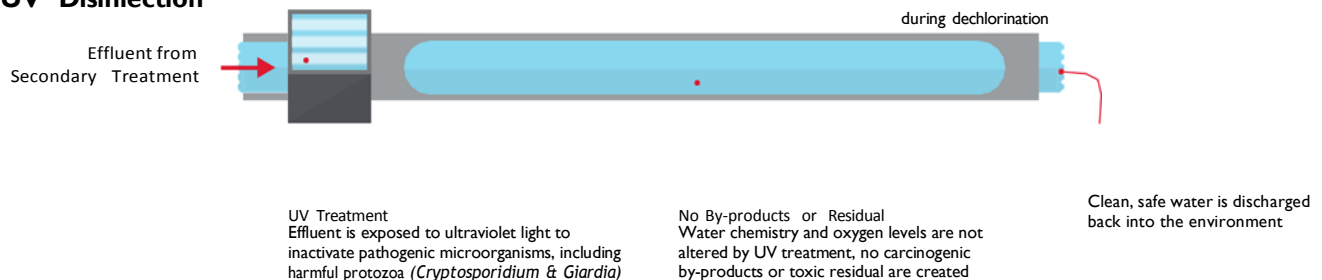 UV Disinfection
during dechlorination
Effluent from
Secondary Treatment
UV Treatment
Effluent is exposed to ultraviolet light to
inactivate pathogenic microorganisms, including
harmful protozoa (Cryptosporidium & Giardia)
No By-products or Residual
Water chemistry and oxygen levels are not
altered by UV treatment, no carcinogenic
by-products or toxic residual are created
Clean, safe water is discharged
back into the environment